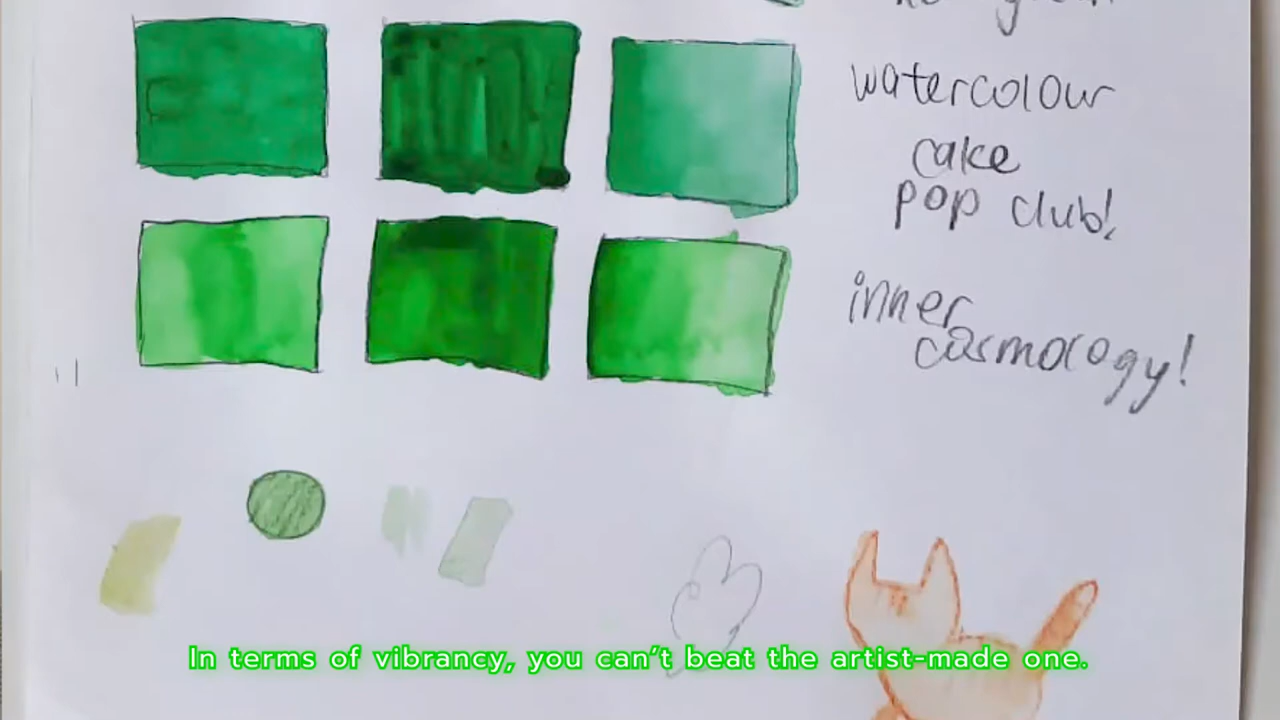 watercolour
cake
pop club!
inner
cosmology!
In terms of vibrancy, you can't beat the artist-made one.